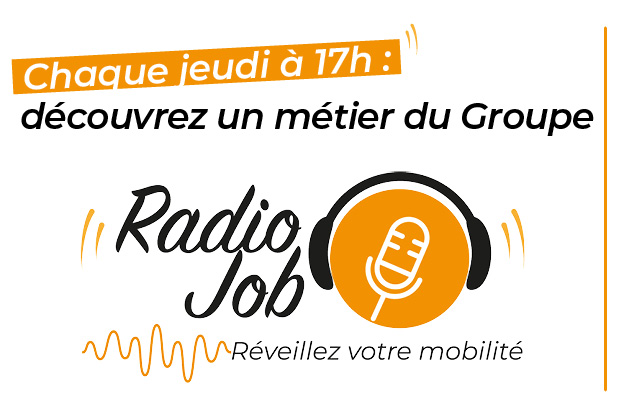 Chaque jeudi à 17h :
découvrez un métier du Groupe
Radio
Job
Réveillez votre mobilité